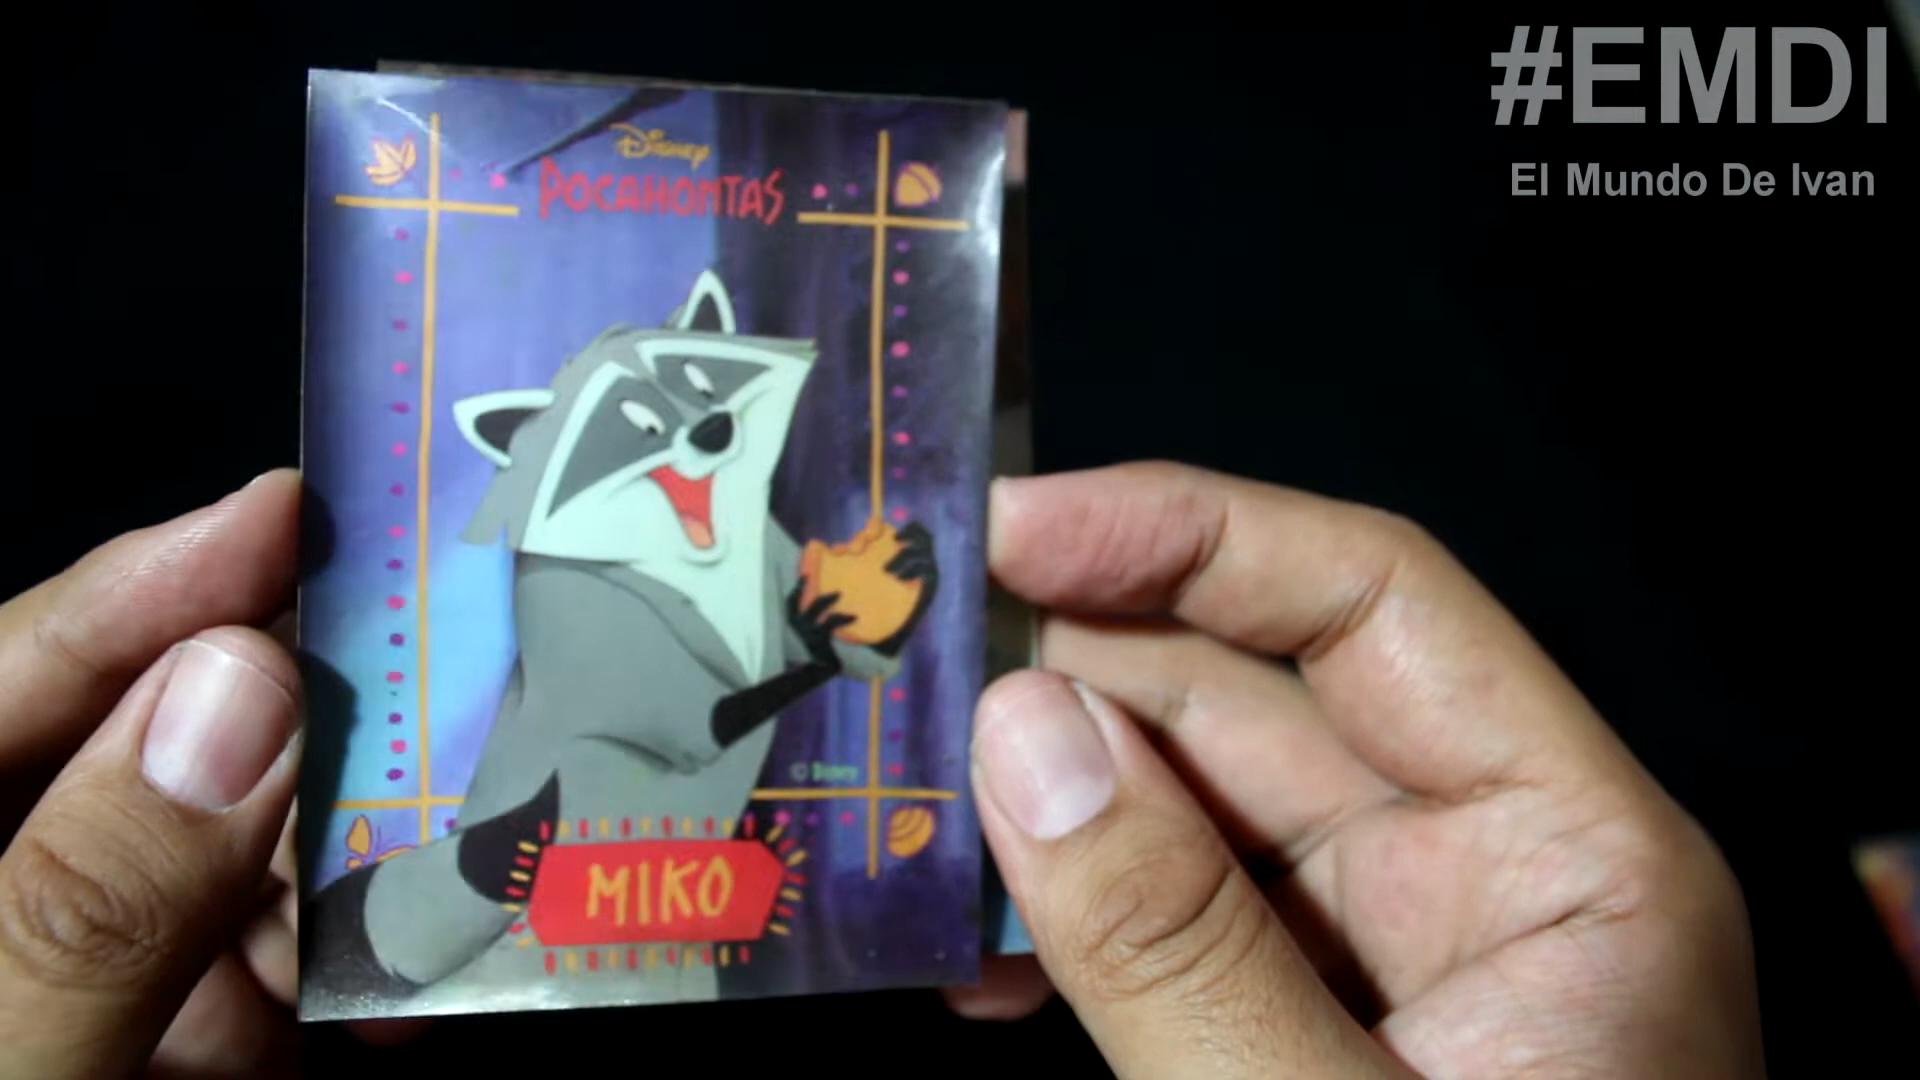 #EMDI
El Mundo De Ivan
Disney
POCAHONTAS
© Disney
MIKO